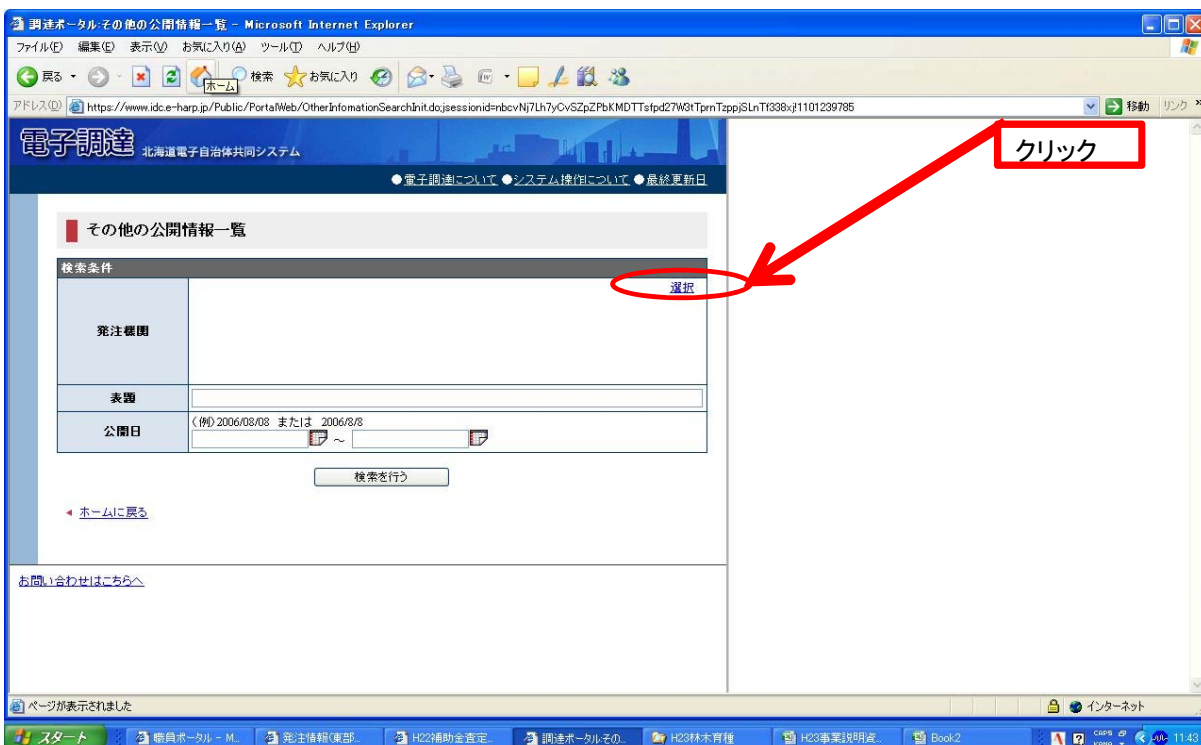 調達ポータル:その他の公開情報一覧 - Microsoft Internet Explorer
ファイル(F) 編集(E) 表示(V) お気に入り(A) ツール(T) ヘルプ(H)
戻る 検索 お気に入り
ホーム
アドレス(D) https://www.idc.e-harp.jp/Public/PortalWeb/OtherInfomationSearchInit.do;jsessionid=nbcvNj7Lh7yCvSZpZPbKMDTTsfpd27W3tTprnTzppjSLnTf338xj!1101239785 移動 リンク
クリック
電子調達 北海道電子自治体共同システム
●電子調達について ●システム操作について ●最終更新日
その他の公開情報一覧
検索条件
選択
発注機関
表題
公開日
(例)2006/08/08 または 2006/8/8
~
検索を行う
ホームに戻る
お問い合わせはこちらへ
ページが表示されました インターネット
スタート 職員ポータル - M... 発注情報(東部... H22補助金査定... 調達ポータル:その... H23林木育種 H23事業説明資... Book2 CAPS KANA 11:43